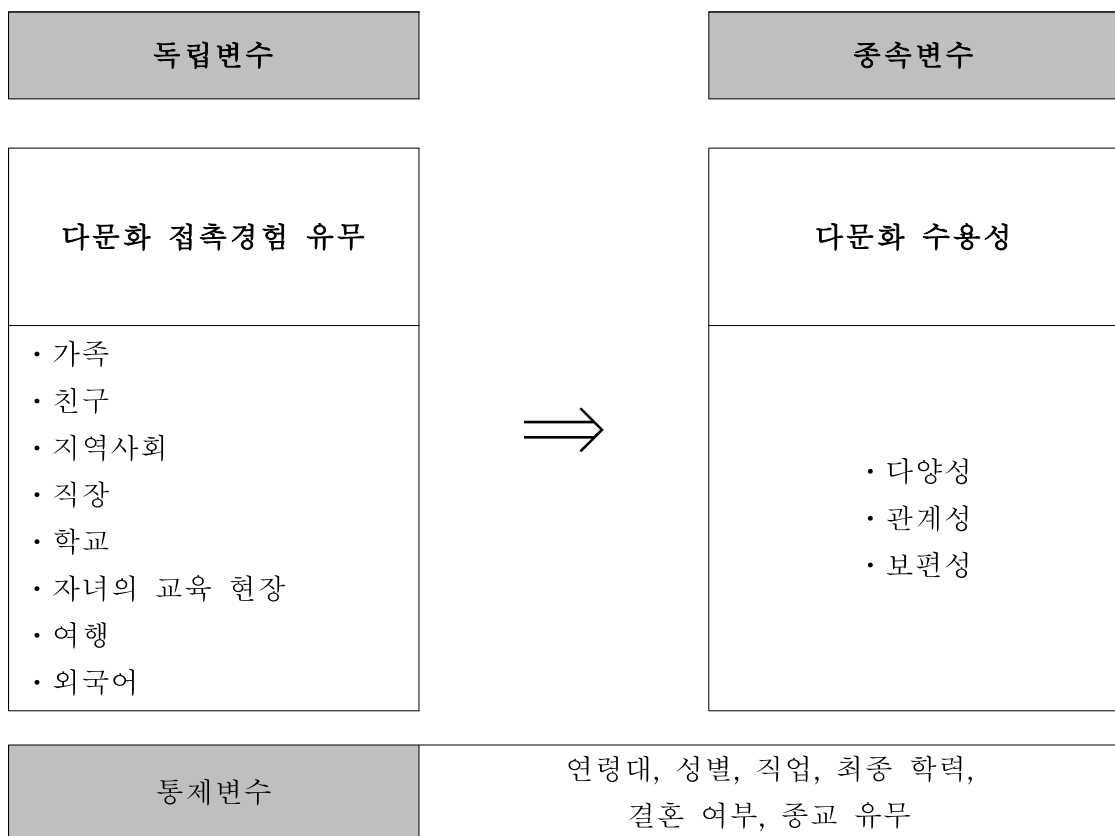 독립변수
종속변수
다문화 접촉경험 유무
다문화 수용성
· 가족
· 친구
· 지역사회
· 직장
· 학교
· 자녀의 교육 현장
· 여행
· 외국어
· 다양성
· 관계성
· 보편성
통제변수
연령대, 성별, 직업, 최종 학력,
결혼 여부, 종교 유무